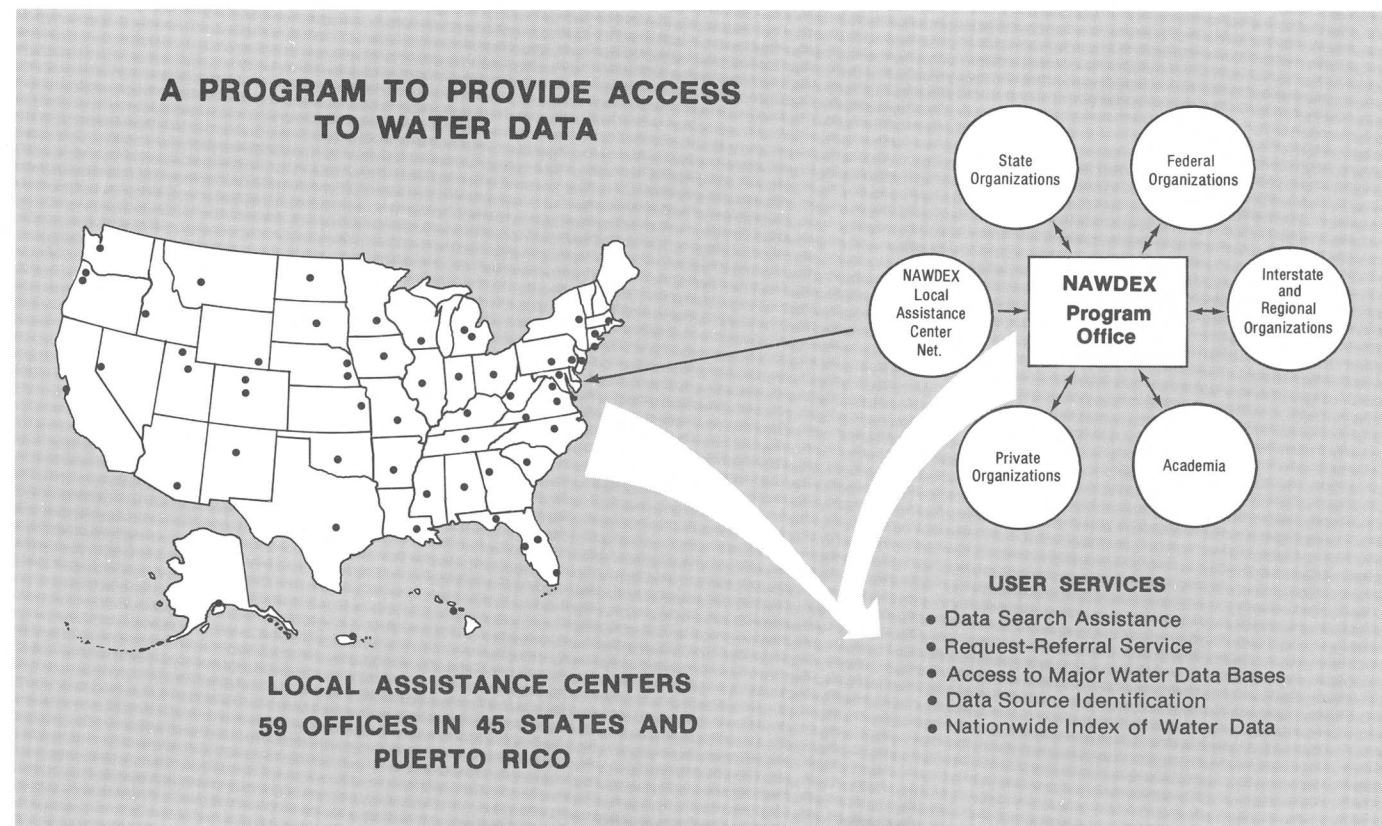 A PROGRAM TO PROVIDE ACCESS
TO WATER DATA
State
Organizations
Federal
Organizations
NAWDEX
Local
Assistance
Center
Net.
NAWDEX
Program
Office
Interstate
and
Regional
Organizations
Private
Organizations
Academia
LOCAL ASSISTANCE CENTERS
59 OFFICES IN 45 STATES AND
PUERTO RICO
USER SERVICES
• Data Search Assistance
• Request-Referral Service
• Access to Major Water Data Bases
• Data Source Identification
• Nationwide Index of Water Data